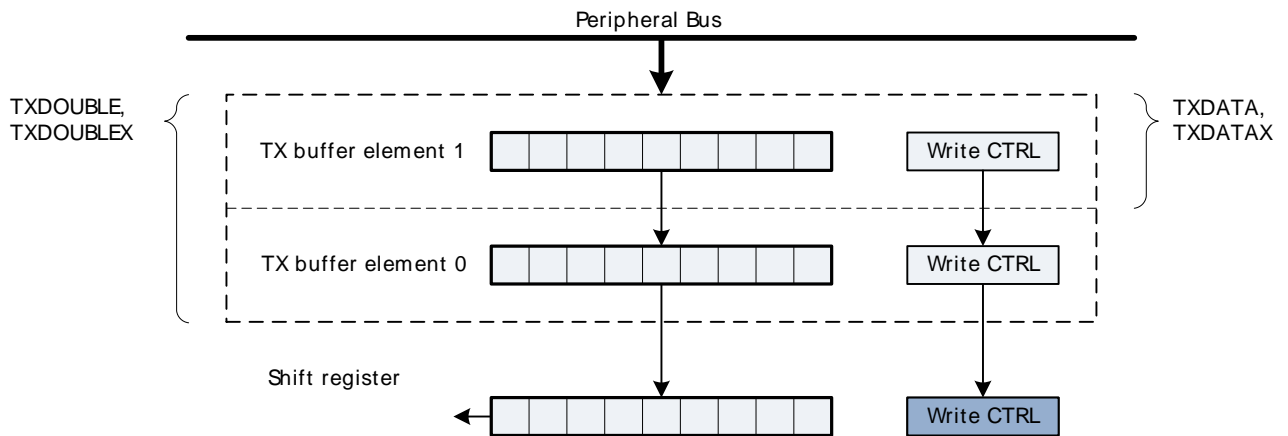 Peripheral Bus
TXDOUBLE,
TXDOUBLEX
TXDATA,
TXDATAX
TX buffer element 1
Write CTRL
TX buffer element 0
Write CTRL
Shift register
Write CTRL